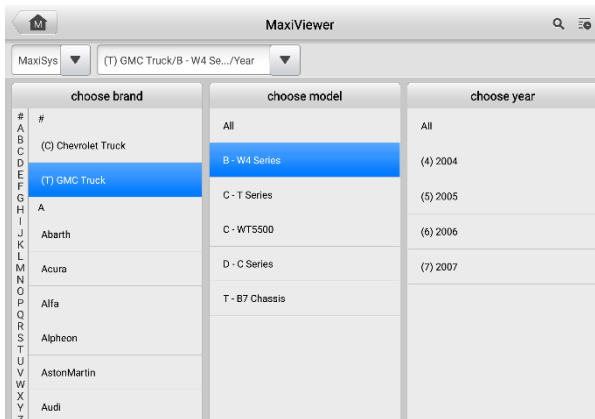 M
MaxiViewer
MaxiSys
(T) GMC Truck/B - W4 Se.../Year
choose brand
choose model
choose year
#
A
B
C
D
E
F
G
H
I
J
K
L
M
N
O
P
Q
R
S
T
U
V
W
X
Y
#
(C) Chevrolet Truck
(T) GMC Truck
A
Abarth
Acura
Alfa
Alpheon
AstonMartin
Audi
All
B - W4 Series
C - T Series
C - WT5500
D - C Series
T - B7 Chassis
All
(4) 2004
(5) 2005
(6) 2006
(7) 2007